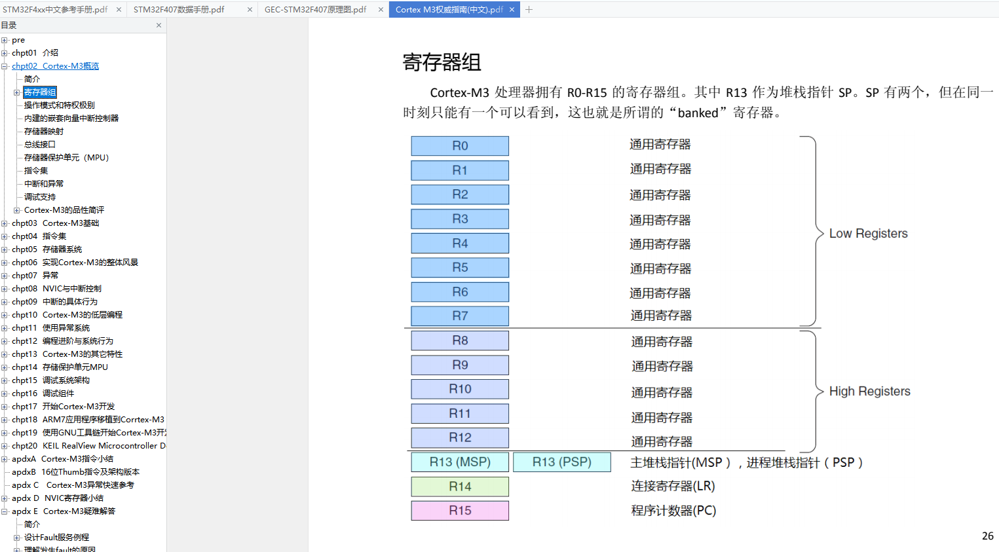 STM32F4xx中文参考手册.pdf × STM32F407数据手册.pdf × GEC-STM32F407原理图.pdf × Cortex M3权威指南(中文).pdf × +
目录 ×
pre
chpt01 介绍
chpt02 Cortex-M3概览
简介
寄存器组
操作模式和特权极别
内建的嵌套向量中断控制器
存储器映射
总线接口
存储器保护单元（MPU）
指令集
中断和异常
调试支持
Cortex-M3的品性简评
chpt03 Cortex-M3基础
chpt04 指令集
chpt05 存储器系统
chpt06 实现Cortex-M3的整体风景
chpt07 异常
chpt08 NVIC与中断控制
chpt09 中断的具体行为
chpt10 Cortex-M3的低层编程
chpt11 使用异常系统
chpt12 编程进阶与系统行为
chpt13 Cortex-M3的其它特性
chpt14 存储保护单元MPU
chpt15 调试系统架构
chpt16 调试组件
chpt17 开始Cortex-M3开发
chpt18 ARM7应用程序移植到Corrtex-M3
chpt19 使用GNU工具链开始Cortex-M3开发
chpt20 KEIL RealView Microcontroller D
apdxA Cortex-M3指令小结
apdxB 16位Thumb指令及架构版本
apdx C Cortex-M3异常快速参考
apdx D NVIC寄存器小结
apdx E Cortex-M3疑难解答
简介
设计Fault服务例程
理解发生fault的原因
寄存器组
Cortex-M3 处理器拥有 R0-R15 的寄存器组。其中 R13 作为堆栈指针 SP。SP 有两个，但在同一
时刻只能有一个可以看到，这也就是所谓的“banked”寄存器。
R0 通用寄存器
R1 通用寄存器
R2 通用寄存器
R3 通用寄存器
R4 通用寄存器
R5 通用寄存器
R6 通用寄存器
R7 通用寄存器
Low Registers
R8 通用寄存器
R9 通用寄存器
R10 通用寄存器
R11 通用寄存器
R12 通用寄存器
High Registers
R13 (MSP) R13 (PSP) 主堆栈指针(MSP），进程堆栈指针（PSP）
R14 连接寄存器(LR)
R15 程序计数器(PC)
26